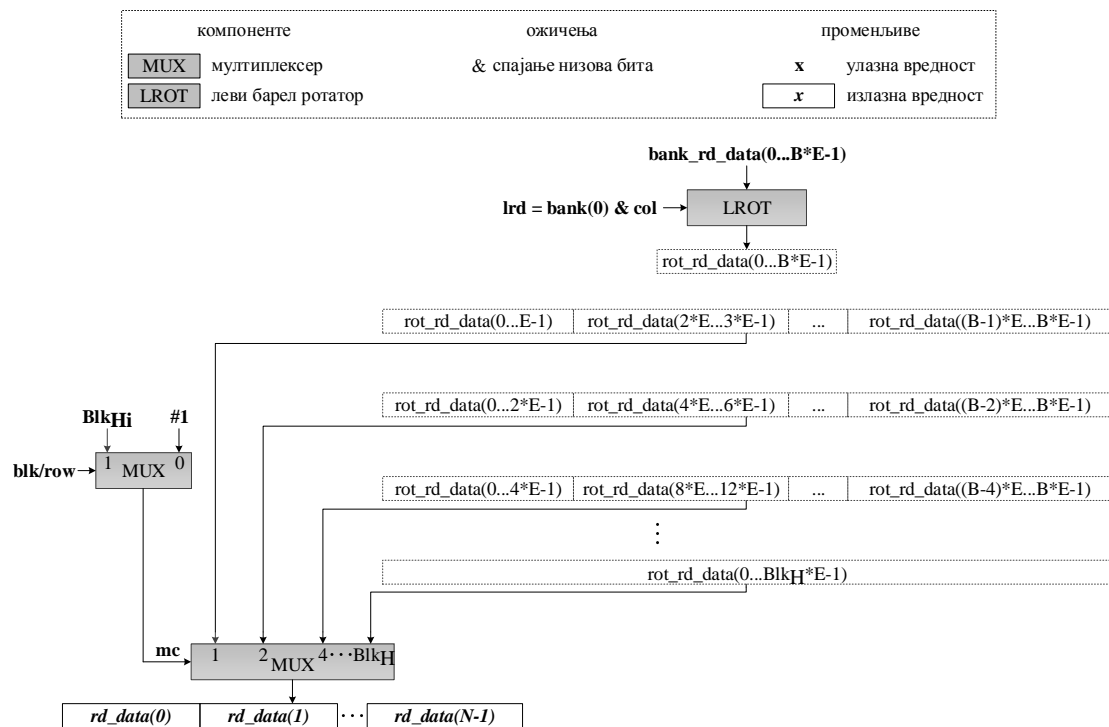 компоненте ожичења променљиве
MUX мултиплексер & спајање низова бита x улазна вредност
LROT леви барел ротатор x излазна вредност
bank_rd_data(0...B*E-1)
lrd = bank(0) & col LROT
rot_rd_data(0...B*E-1)
rot_rd_data(0...E-1) rot_rd_data(2*E...3*E-1) ... rot_rd_data((B-1)*E...B*E-1)
rot_rd_data(0...2*E-1) rot_rd_data(4*E...6*E-1) ... rot_rd_data((B-2)*E...B*E-1)
BlkHi #1
blk/row 1 MUX 0
rot_rd_data(0...4*E-1) rot_rd_data(8*E...12*E-1) ... rot_rd_data((B-4)*E...B*E-1)
⋮
rot_rd_data(0...BlkH*E-1)
mc 1 2 MUX 4 ··· BlkH
rd_data(0) rd_data(1) ··· rd_data(N-1)